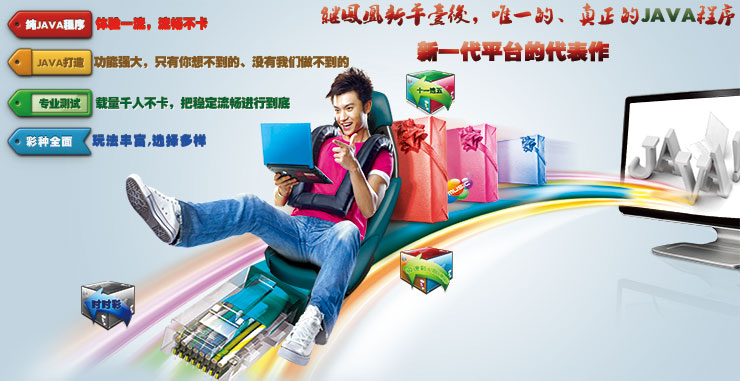 继凤凰新平臺後，唯一的、真正的JAVA程序
新一代平台的代表作
纯JAVA程序 体验一流，流畅不卡
JAVA打造 功能强大，只有你想不到的、没有我们做不到的
专业测试 载量千人不卡，把稳定流畅进行到底
彩种全面 玩法丰富,选择多样
十一选五
MUSIC
JAVA
时时彩